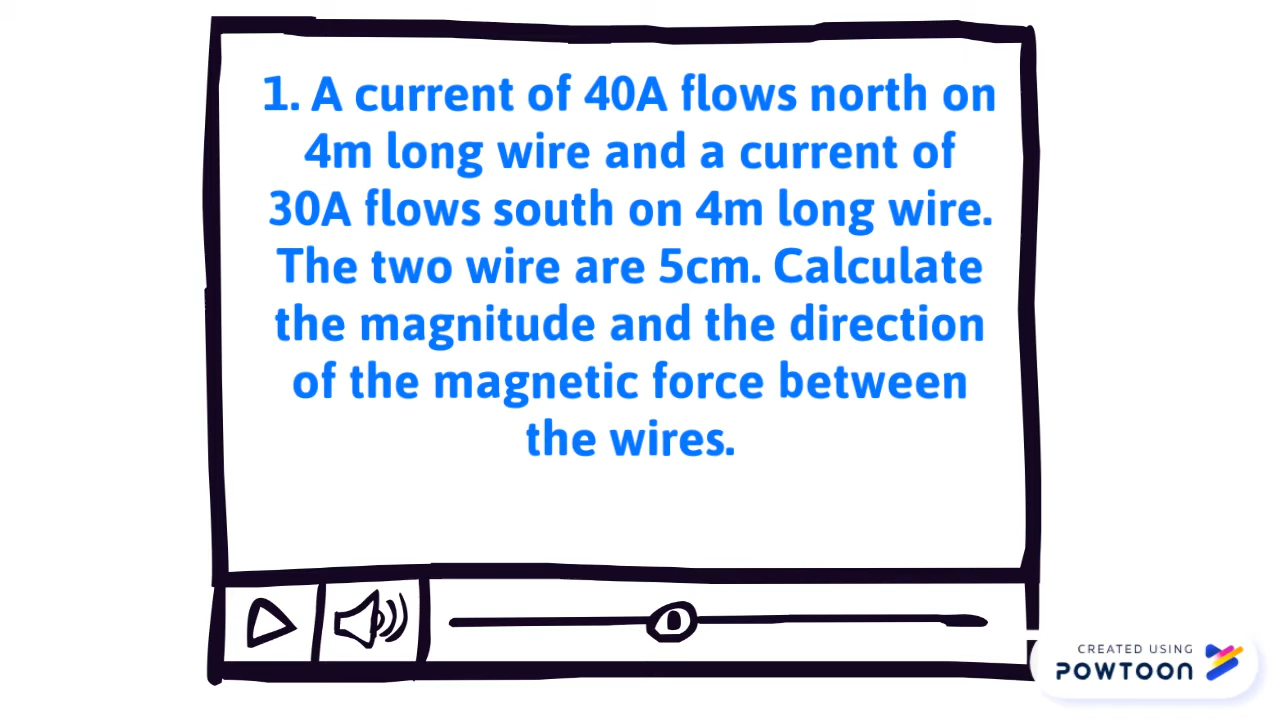 1. A current of 40A flows north on
4m long wire and a current of
30A flows south on 4m long wire.
The two wire are 5cm. Calculate
the magnitude and the direction
of the magnetic force between
the wires.
CREATED USING
POWTOON